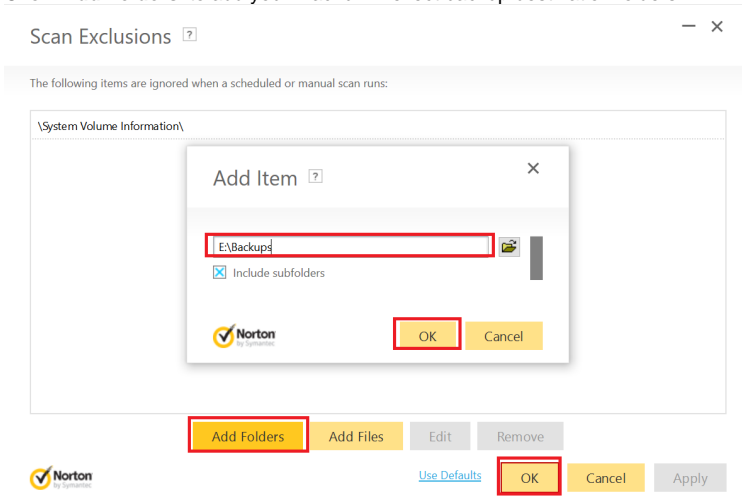 Scan Exclusions ?
The following items are ignored when a scheduled or manual scan runs:
\System Volume Information\
Add Item ?
E:\Backups
Include subfolders
Norton
by Symantec
OK Cancel
Add Folders Add Files Edit Remove
Norton
by Symantec
Use Defaults OK Cancel Apply